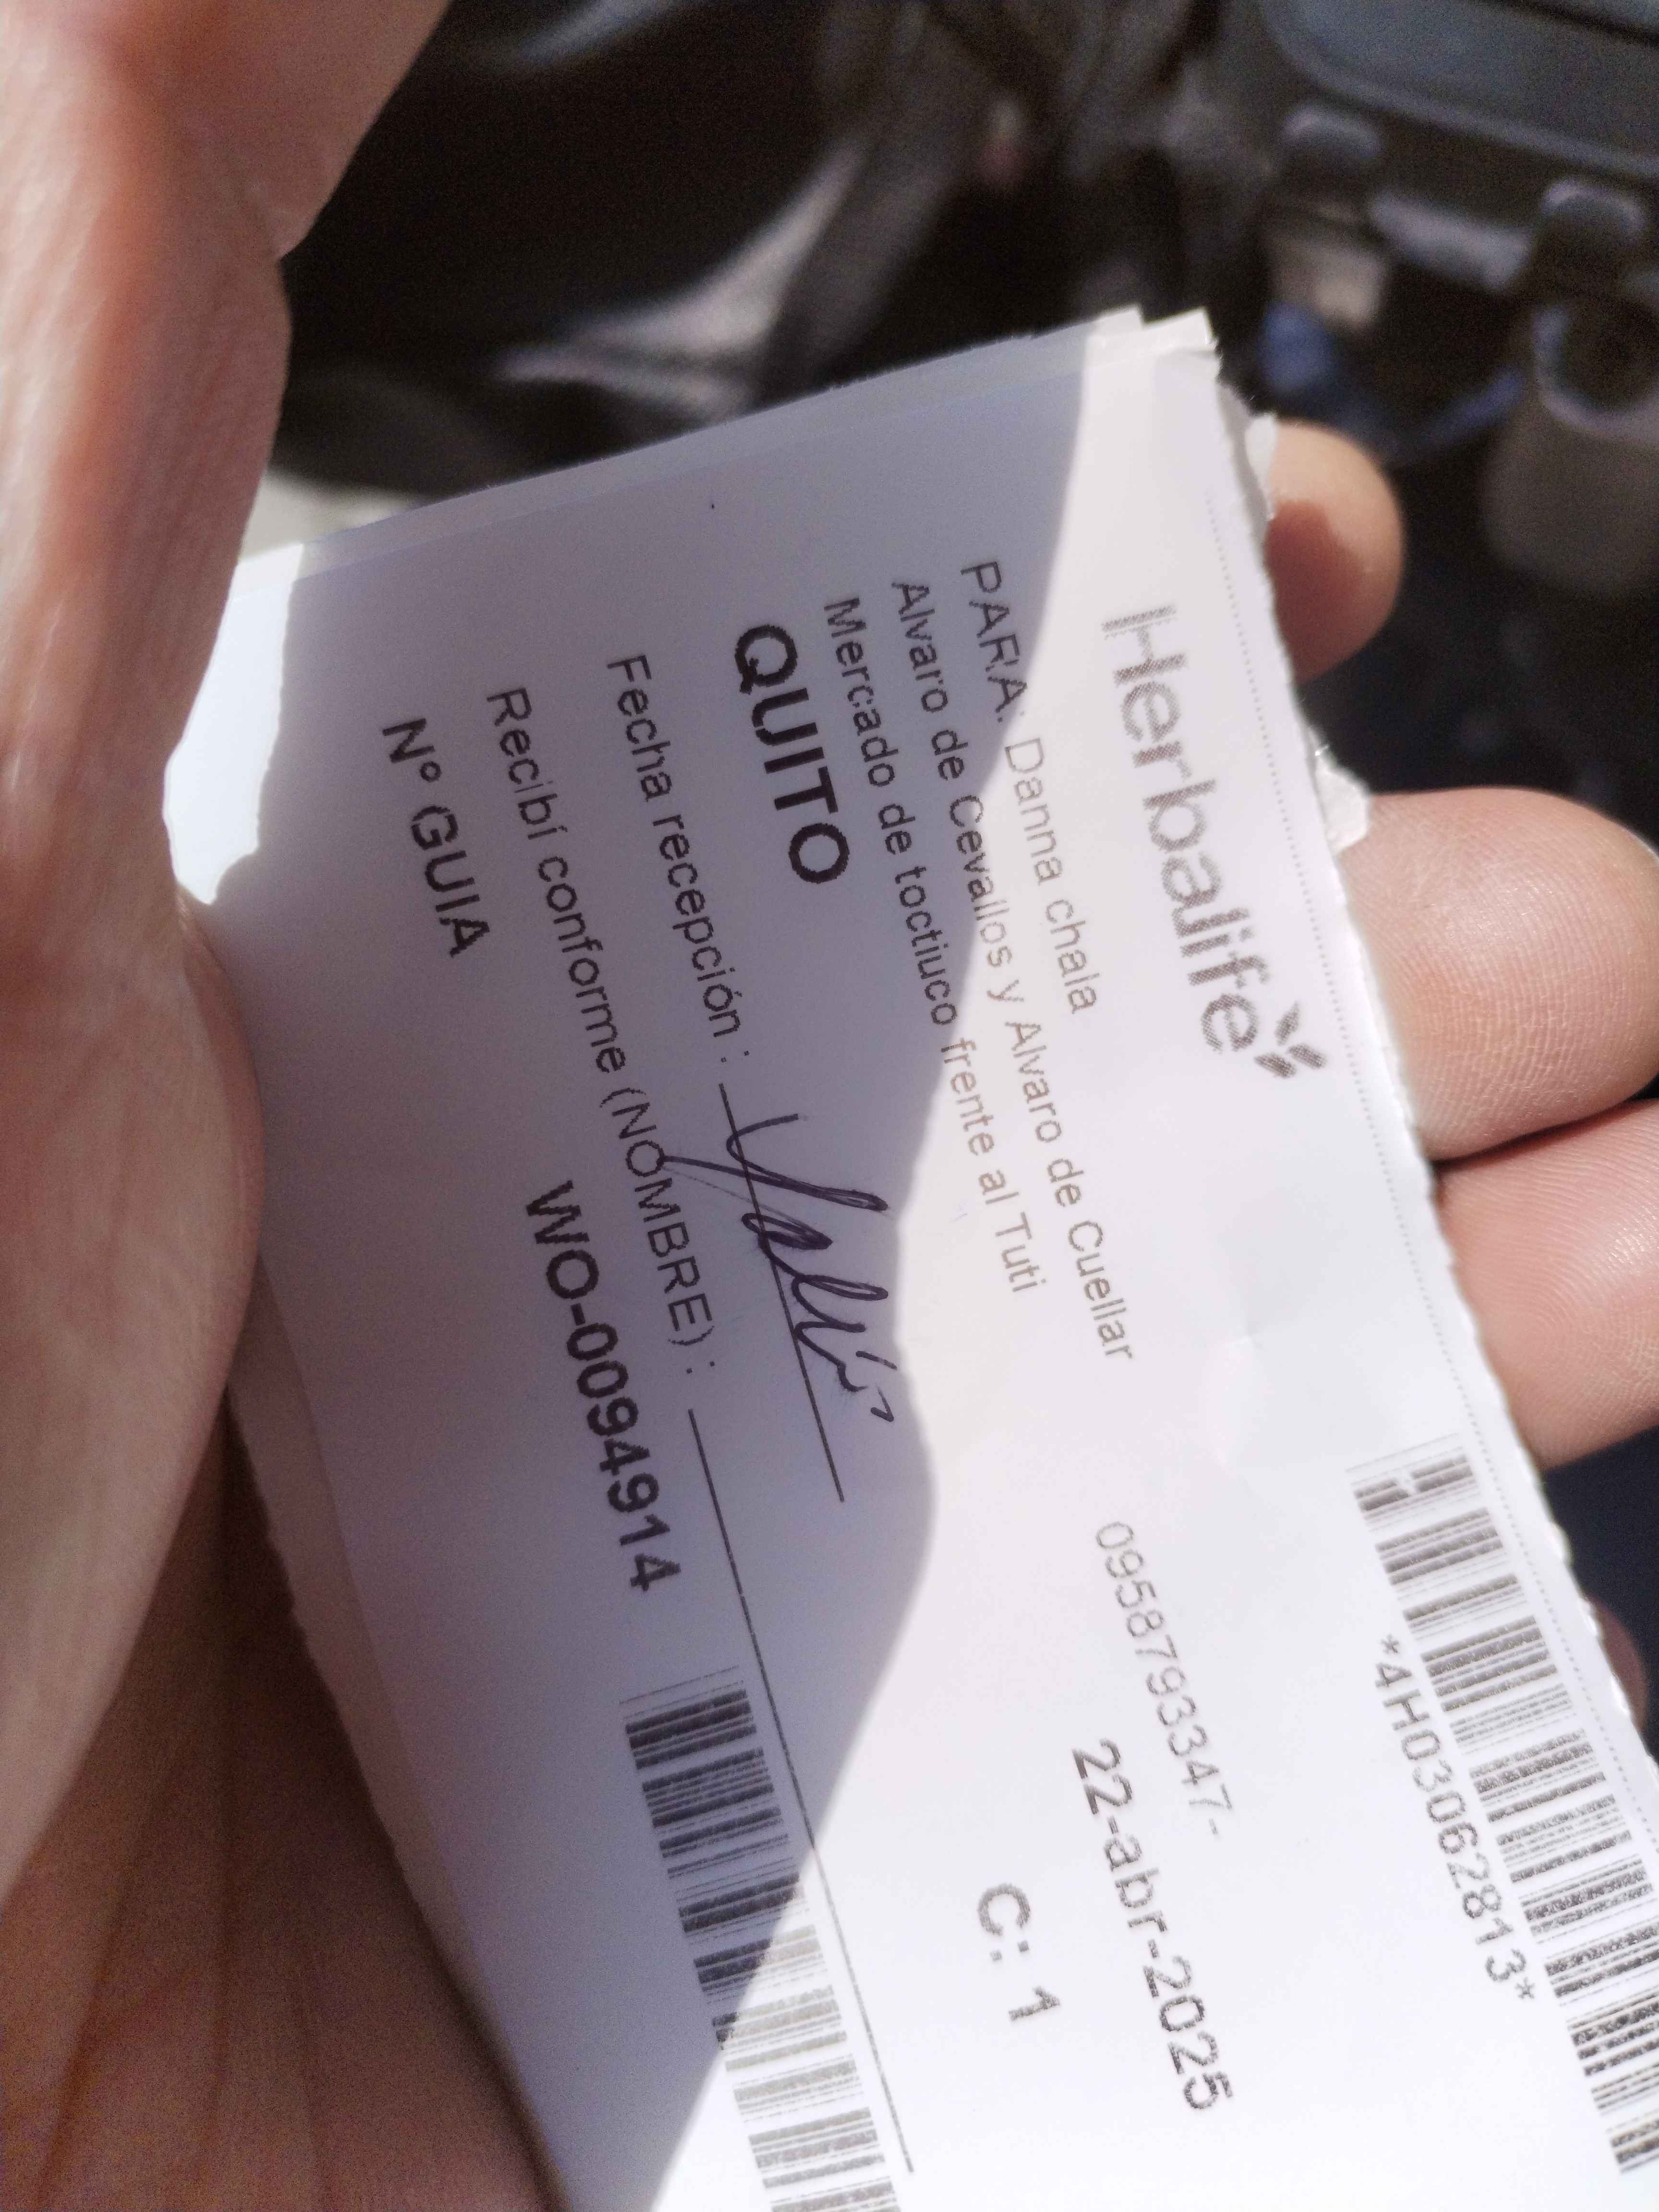 Herbalife
*4H03062813*
PARA: Danna chala
0958793347-
Alvaro de Cevallos y Alvaro de Cuellar
22-abr-2025
Mercado de toctiuco frente al Tuti
QUITO
C: 1
Fecha recepción :
Recibí conforme (NOMBRE) :
Nº GUIA
WO-0094914